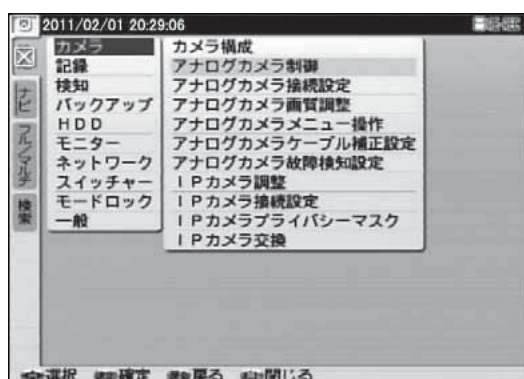 2011/02/01 20:29:06
カメラ
記録
検知
バックアップ
HDD
モニター
ネットワーク
スイッチャー
モードロック
一般
カメラ構成
アナログカメラ制御
アナログカメラ接続設定
アナログカメラ画質調整
アナログカメラメニュー操作
アナログカメラケーブル補正設定
アナログカメラ故障検知設定
IPカメラ調整
IPカメラ接続設定
IPカメラプライバシーマスク
IPカメラ交換
ナビ
フル/マルチ
検索
選択 確定 戻る 閉じる